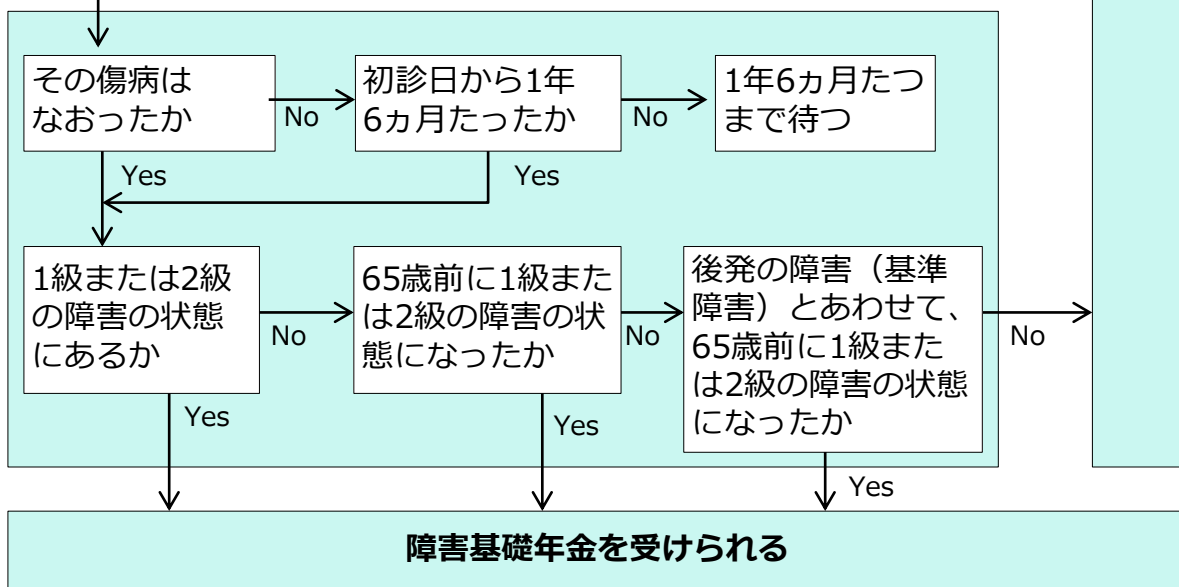 その傷病は
なおったか
No
初診日から1年
6ヵ月たったか
No
1年6ヵ月たつ
まで待つ
Yes
Yes
1級または2級
の障害の状態
にあるか
No
65歳前に1級また
は2級の障害の状
態になったか
No
後発の障害（基準
障害）とあわせて、
65歳前に1級また
は2級の障害の状態
になったか
No
Yes
Yes
Yes
障害基礎年金を受けられる